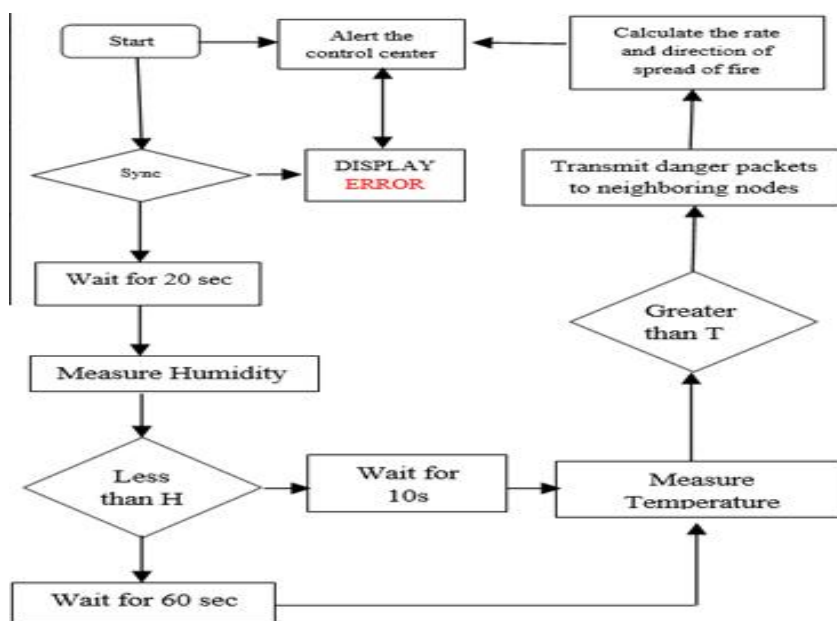 Start
Alert the
control center
Calculate the rate
and direction of
spread of fire
Sync
DISPLAY
ERROR
Transmit danger packets
to neighboring nodes
Wait for 20 sec
Greater
than T
Measure Humidity
Less
than H
Wait for
10s
Measure
Temperature
Wait for 60 sec